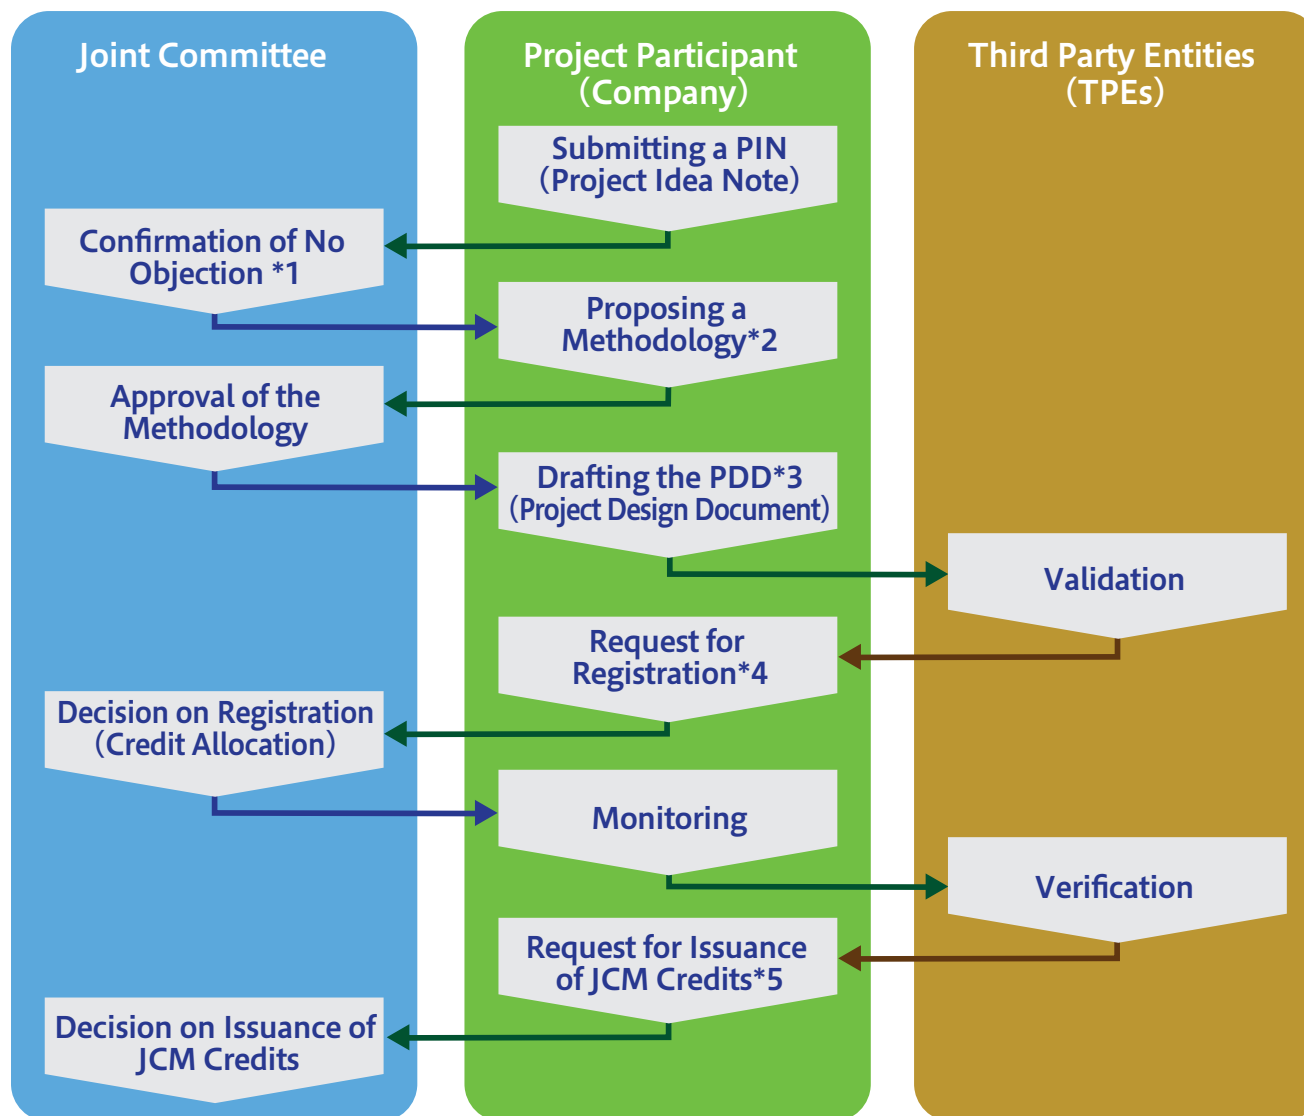 Joint Committee
Project Participant
(Company)
Third Party Entities
(TPEs)
Submitting a PIN
(Project Idea Note)
Confirmation of No
Objection *1
Proposing a
Methodology*2
Approval of the
Methodology
Drafting the PDD*3
(Project Design Document)
Validation
Request for
Registration*4
Decision on Registration
(Credit Allocation)
Monitoring
Verification
Request for Issuance
of JCM Credits*5
Decision on Issuance of
JCM Credits